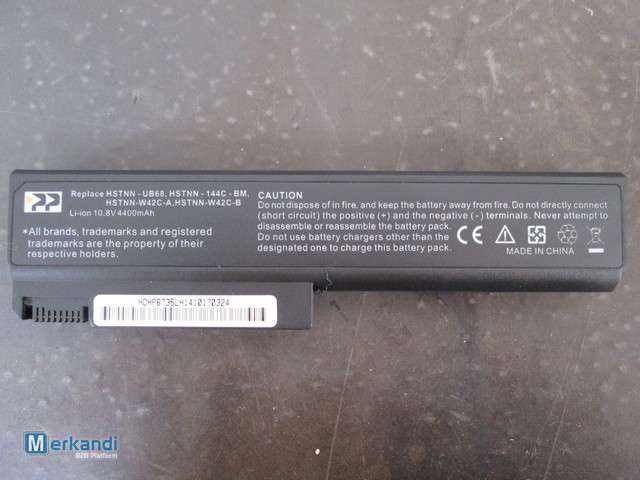 PP
Replace HSTNN - UB68, HSTNN - 144C - BM,
HSTNN-W42C-A,HSTNN-W42C-B
Li-ion 10.8V 4400mAh
*All brands, trademarks and registered
trademarks are the property of their
respective holders.
CAUTION
Do not dispose of in fire, and keep the battery away from fire. Do not directly connect
(short circuit) the positive (+) and the negative (-) terminals. Never attempt to
disassemble or reassemble the battery pack.
Do not use battery chargers other than the
designated one to charging this battery pack.
CE
MADE IN CHINA
HDHP6735LH1410170324
Merkandi
B2B Platform